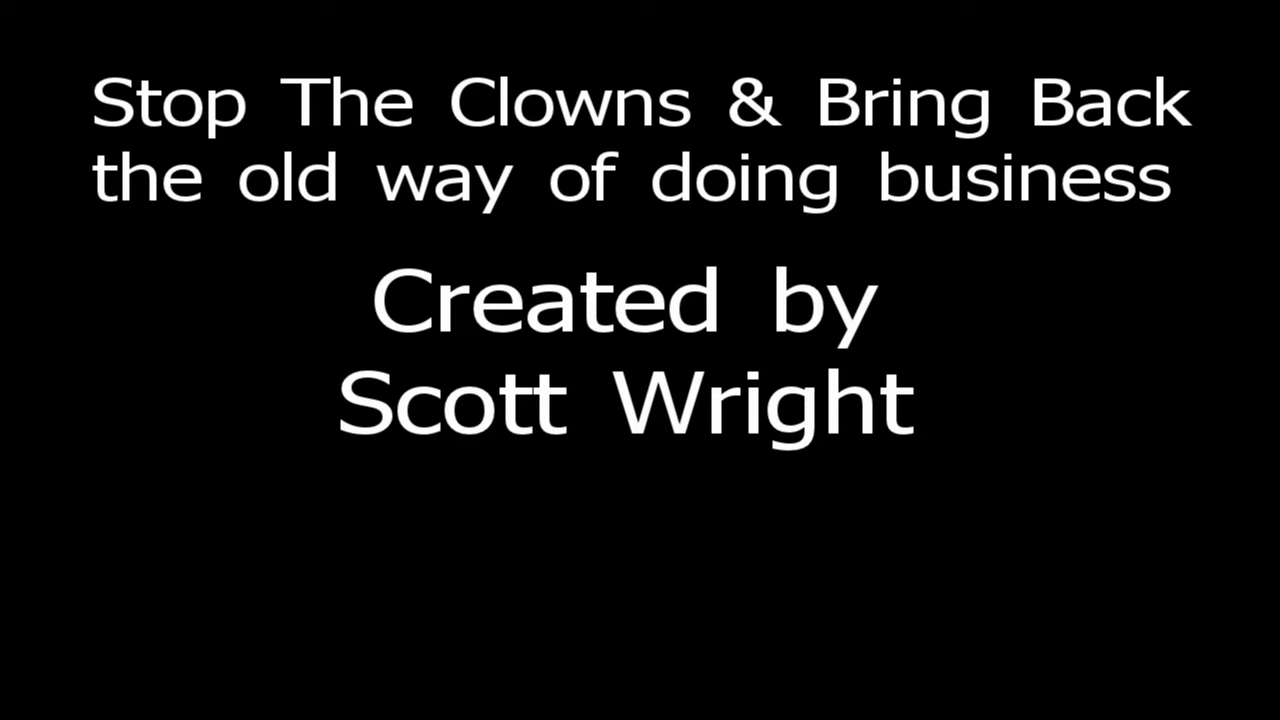 Stop The Clowns & Bring Back
the old way of doing business
Created by
Scott Wright